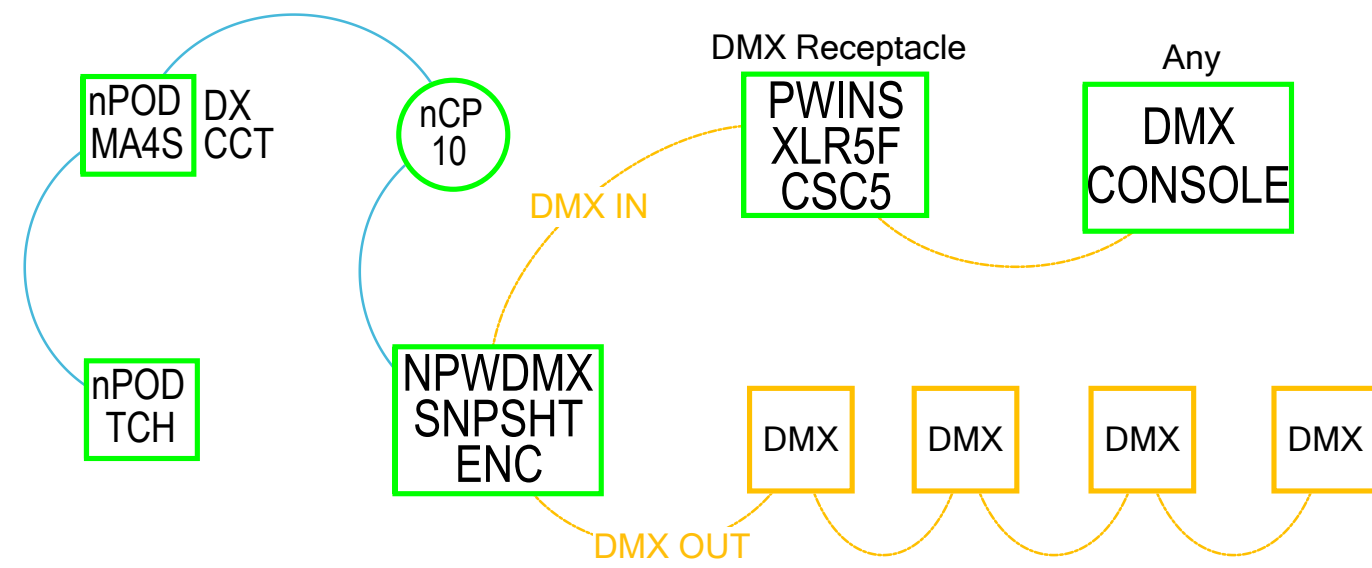 nPOD
MA4S
DX
CCT
nCP
10
DMX Receptacle
PWINS
XLR5F
CSC5
Any
DMX
CONSOLE
DMX IN
nPOD
TCH
NPWDMX
SNPSHT
ENC
DMX
DMX
DMX
DMX
DMX OUT